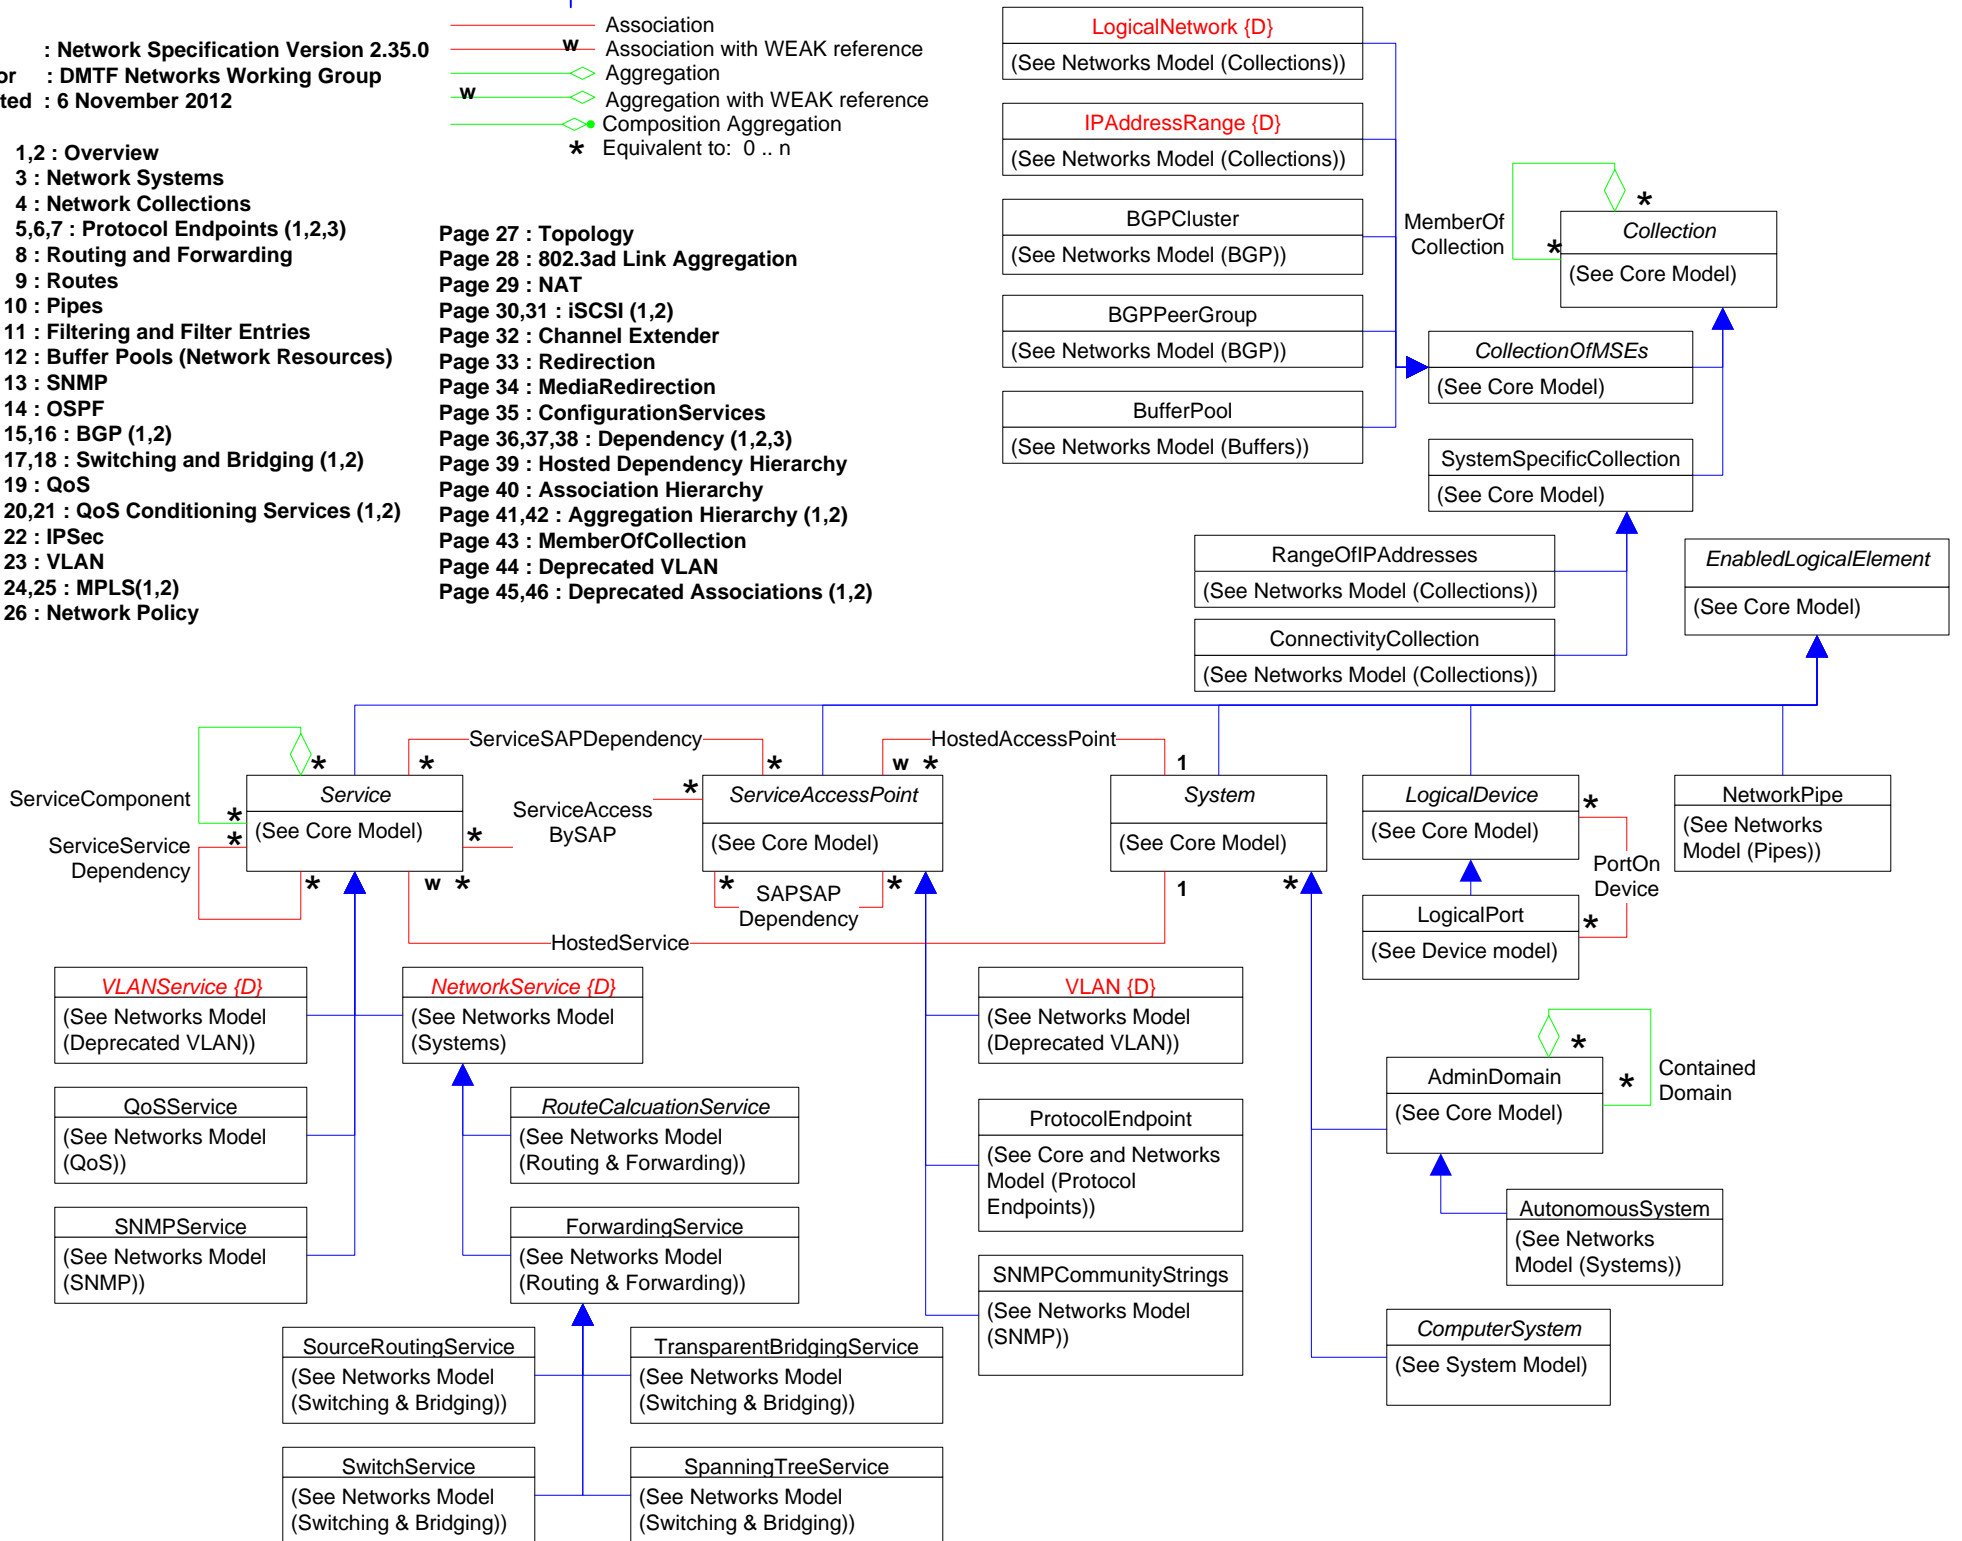 : Network Specification Version 2.35.0
or : DMTF Networks Working Group
ted : 6 November 2012
Association
w Association with WEAK reference
Aggregation
w Aggregation with WEAK reference
Composition Aggregation
* Equivalent to: 0 .. n
1,2 : Overview
3 : Network Systems
4 : Network Collections
5,6,7 : Protocol Endpoints (1,2,3)
8 : Routing and Forwarding
9 : Routes
10 : Pipes
11 : Filtering and Filter Entries
12 : Buffer Pools (Network Resources)
13 : SNMP
14 : OSPF
15,16 : BGP (1,2)
17,18 : Switching and Bridging (1,2)
19 : QoS
20,21 : QoS Conditioning Services (1,2)
22 : IPSec
23 : VLAN
24,25 : MPLS(1,2)
26 : Network Policy
Page 27 : Topology
Page 28 : 802.3ad Link Aggregation
Page 29 : NAT
Page 30,31 : iSCSI (1,2)
Page 32 : Channel Extender
Page 33 : Redirection
Page 34 : MediaRedirection
Page 35 : ConfigurationServices
Page 36,37,38 : Dependency (1,2,3)
Page 39 : Hosted Dependency Hierarchy
Page 40 : Association Hierarchy
Page 41,42 : Aggregation Hierarchy (1,2)
Page 43 : MemberOfCollection
Page 44 : Deprecated VLAN
Page 45,46 : Deprecated Associations (1,2)
LogicalNetwork {D}
(See Networks Model (Collections))
IPAddressRange {D}
(See Networks Model (Collections))
BGPCluster
(See Networks Model (BGP))
BGPPeerGroup
(See Networks Model (BGP))
BufferPool
(See Networks Model (Buffers))
MemberOf
Collection
*
*
Collection
(See Core Model)
CollectionOfMSEs
(See Core Model)
SystemSpecificCollection
(See Core Model)
RangeOfIPAddresses
(See Networks Model (Collections))
ConnectivityCollection
(See Networks Model (Collections))
EnabledLogicalElement
(See Core Model)
ServiceComponent
*
*
ServiceService
Dependency
*
*
Service
(See Core Model)
* ServiceSAPDependency *
* ServiceAccess *
BySAP
ServiceAccessPoint
(See Core Model)
* SAPSAP *
Dependency
w * HostedAccessPoint 1
w * HostedService 1
System
(See Core Model)
*
LogicalDevice
(See Core Model)
*
PortOn
Device
*
LogicalPort
(See Device model)
NetworkPipe
(See Networks
Model (Pipes))
VLANService {D}
(See Networks Model
(Deprecated VLAN))
NetworkService {D}
(See Networks Model
(Systems)
QoSService
(See Networks Model
(QoS))
RouteCalcuationService
(See Networks Model
(Routing & Forwarding))
SNMPService
(See Networks Model
(SNMP))
ForwardingService
(See Networks Model
(Routing & Forwarding))
SourceRoutingService
(See Networks Model
(Switching & Bridging))
TransparentBridgingService
(See Networks Model
(Switching & Bridging))
SwitchService
(See Networks Model
(Switching & Bridging))
SpanningTreeService
(See Networks Model
(Switching & Bridging))
VLAN {D}
(See Networks Model
(Deprecated VLAN))
ProtocolEndpoint
(See Core and Networks
Model (Protocol
Endpoints))
SNMPCommunityStrings
(See Networks Model
(SNMP))
*
*
Contained
Domain
AdminDomain
(See Core Model)
AutonomousSystem
(See Networks
Model (Systems))
ComputerSystem
(See System Model)